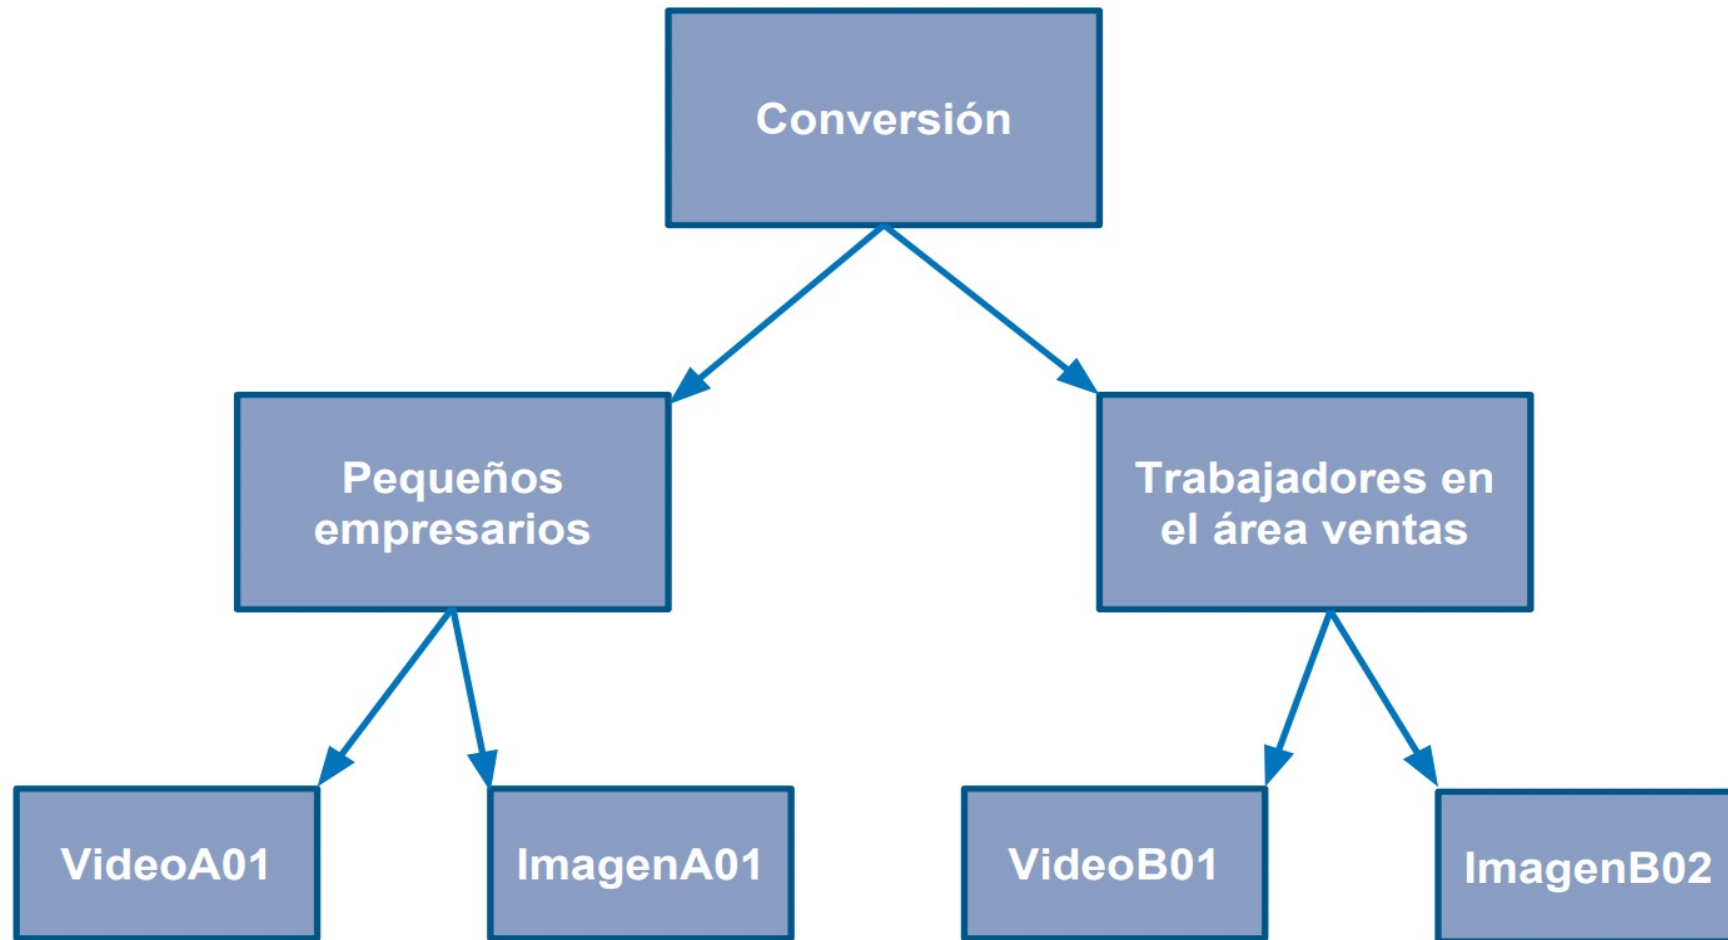 Conversión
Pequeños
empresarios
Trabajadores en
el área ventas
VideoA01
ImagenA01
VideoB01
ImagenB02